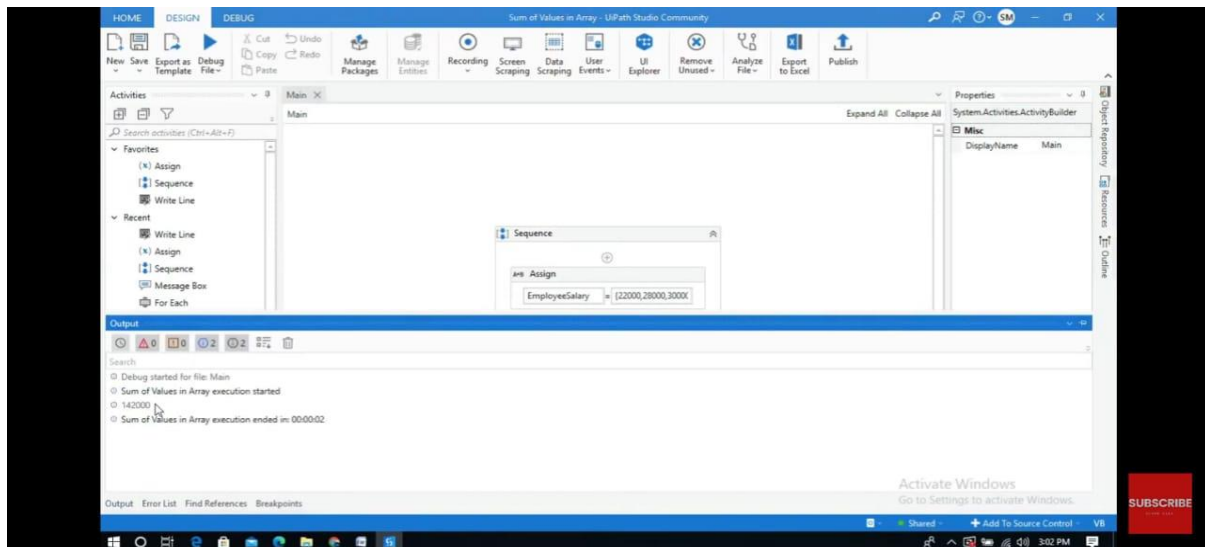 HOME DESIGN DEBUG Sum of Values in Array - UiPath Studio Community SM
Cut Undo
Copy Redo
Paste
New Save Export as Template Debug File Manage Packages Manage Entities Recording Screen Scraping Data Scraping User Events UI Explorer Remove Unused Analyze File Export to Excel Publish
Activities Main Properties
Main Expand All Collapse All System.Activities.ActivityBuilder
Search activities (Ctrl+Alt+F) Misc
Favorites DisplayName Main
Assign
Sequence
Write Line
Recent
Write Line
Assign
Sequence
Message Box
For Each
Object Repository
Resources
Outline
Sequence
A+B Assign
EmployeeSalary = {22000,28000,3000(
Output
0 0 2 2
Search
Debug started for file: Main
Sum of Values in Array execution started
142000
Sum of Values in Array execution ended in: 00:00:02
Activate Windows
Go to Settings to activate Windows.
Output Error List Find References Breakpoints
SUBSCRIBE
Shared Add To Source Control VB
3:02 PM